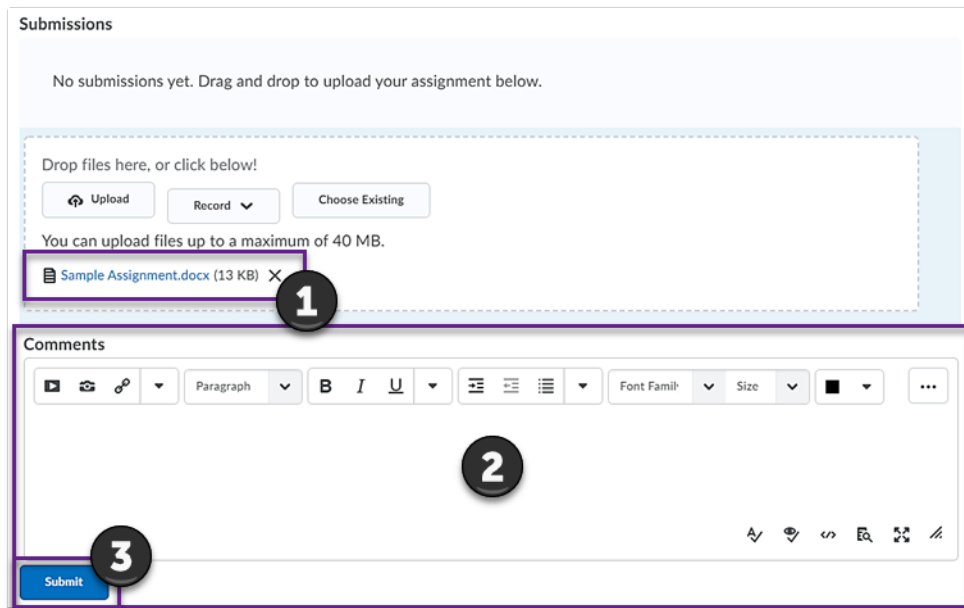 Submissions
No submissions yet. Drag and drop to upload your assignment below.
Drop files here, or click below!
Upload Record Choose Existing
You can upload files up to a maximum of 40 MB.
Sample Assignment.docx (13 KB)
1
Comments
Paragraph B I U Font Famil Size
2
3
Submit